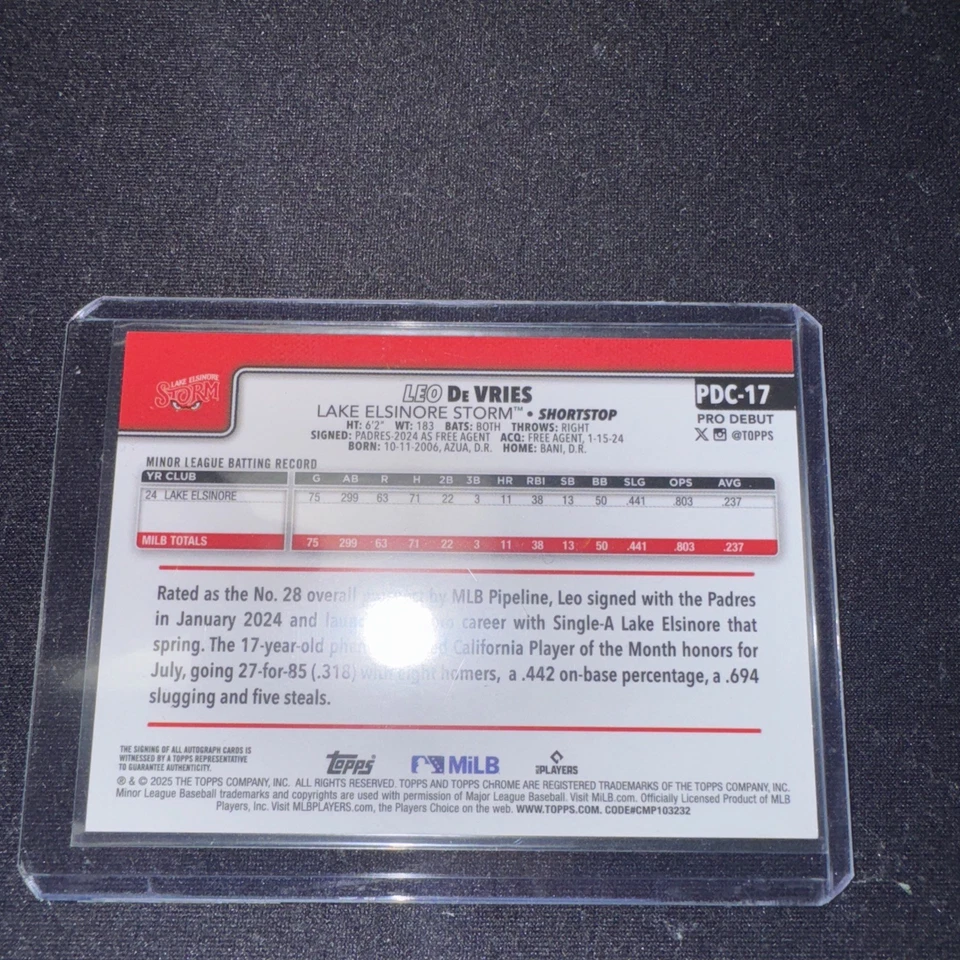 LAKE ELSINORE
STORM
LEO DE VRIES
PDC-17
LAKE ELSINORE STORM™ • SHORTSTOP
HT: 6'2" WT: 183 BATS: BOTH THROWS: RIGHT
SIGNED: PADRES-2024 AS FREE AGENT ACQ: FREE AGENT, 1-15-24
BORN: 10-11-2006, AZUA, D.R. HOME: BANI, D.R.
PRO DEBUT
@TOPPS
MINOR LEAGUE BATTING RECORD
YR CLUB G AB R H 2B 3B HR RBI SB BB SLG OPS AVG
24 LAKE ELSINORE 75 299 63 71 22 3 11 38 13 50 .441 .803 .237
MILB TOTALS 75 299 63 71 22 3 11 38 13 50 .441 .803 .237
Rated as the No. 28 overall by MLB Pipeline, Leo signed with the Padres
in January 2024 and career with Single-A Lake Elsinore that
spring. The 17-year-old California Player of the Month honors for
July, going 27-for-85 (.318) with eight homers, a .442 on-base percentage, a .694
slugging and five steals.
THE SIGNING OF ALL AUTOGRAPH CARDS IS
WITNESSED BY A TOPPS REPRESENTATIVE
TO GUARANTEE AUTHENTICITY.
Topps MiLB PLAYERS
® & © 2025 THE TOPPS COMPANY, INC. ALL RIGHTS RESERVED. TOPPS AND TOPPS CHROME ARE REGISTERED TRADEMARKS OF THE TOPPS COMPANY, INC.
Minor League Baseball trademarks and copyrights are used with permission of Major League Baseball. Visit MiLB.com. Officially Licensed Product of MLB
Players, Inc. Visit MLBPLAYERS.com, the Players Choice on the web. WWW.TOPPS.COM. CODE#CMP103232